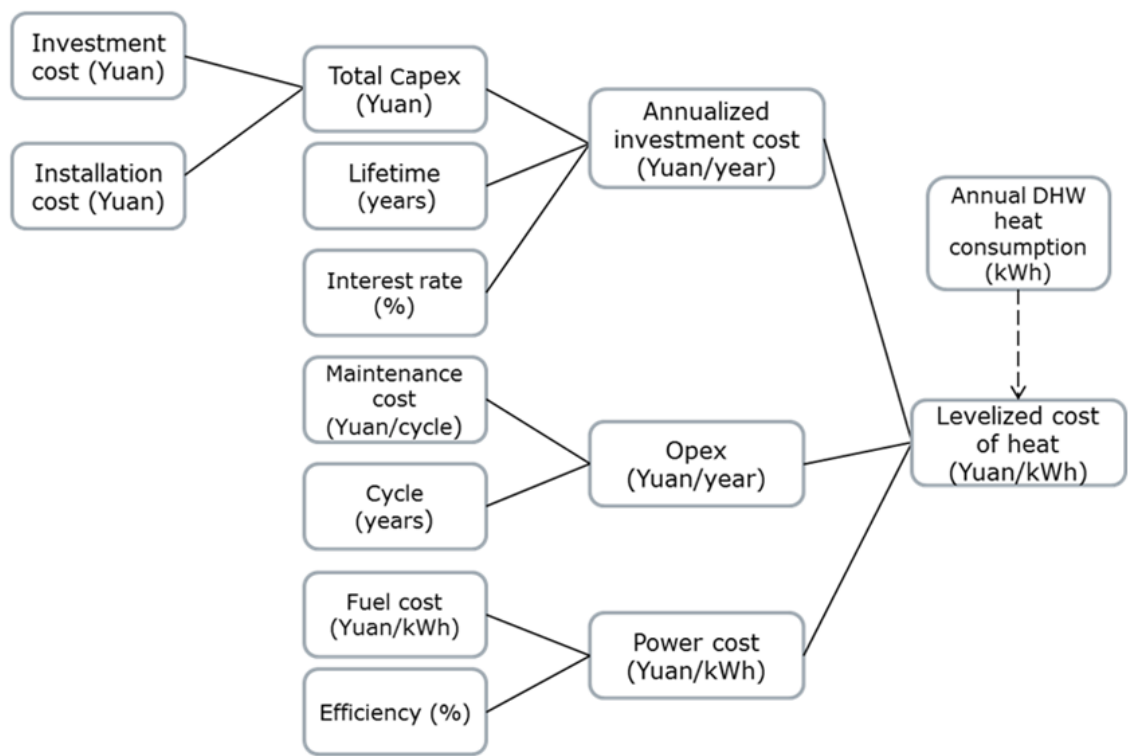 Investment
cost (Yuan)
Installation
cost (Yuan)
Total Capex
(Yuan)
Lifetime
(years)
Interest rate
(%)
Maintenance
cost
(Yuan/cycle)
Cycle
(years)
Fuel cost
(Yuan/kWh)
Efficiency (%)
Annualized
investment cost
(Yuan/year)
Opex
(Yuan/year)
Power cost
(Yuan/kWh)
Annual DHW
heat
consumption
(kWh)
Levelized cost
of heat
(Yuan/kWh)